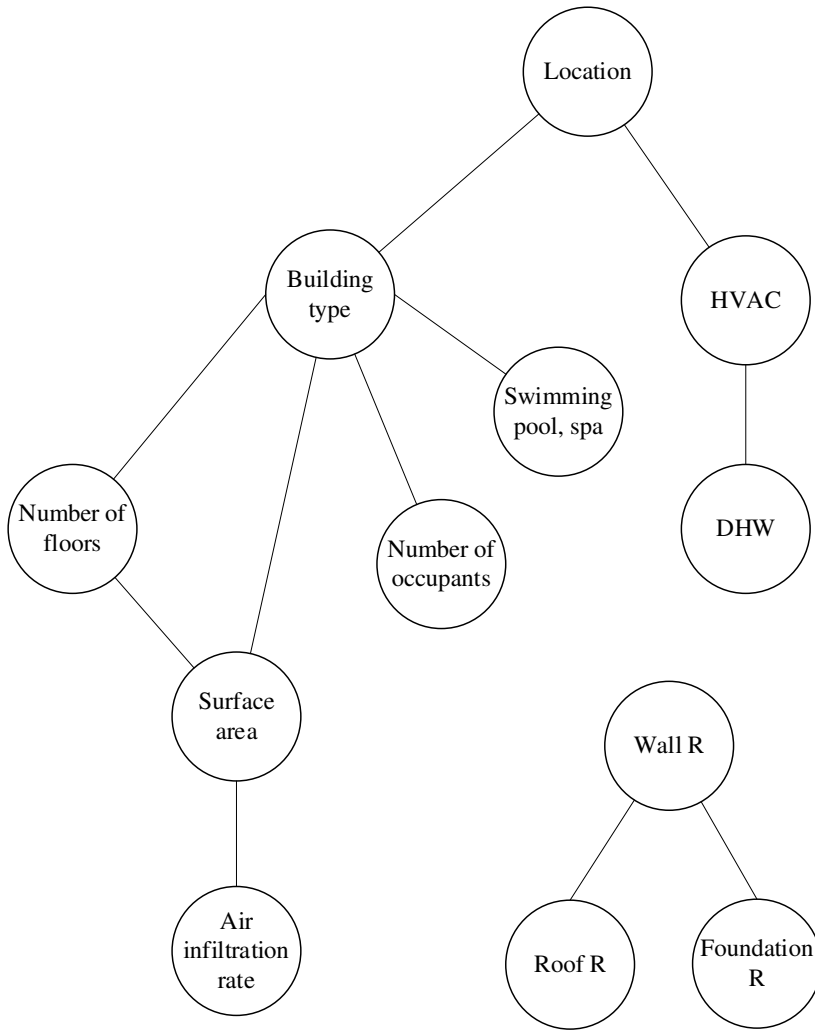 Location
Building
type
HVAC
Swimming
pool, spa
Number of
floors
Number of
occupants
DHW
Surface
area
Wall R
Air
infiltration
rate
Roof R
Foundation
R